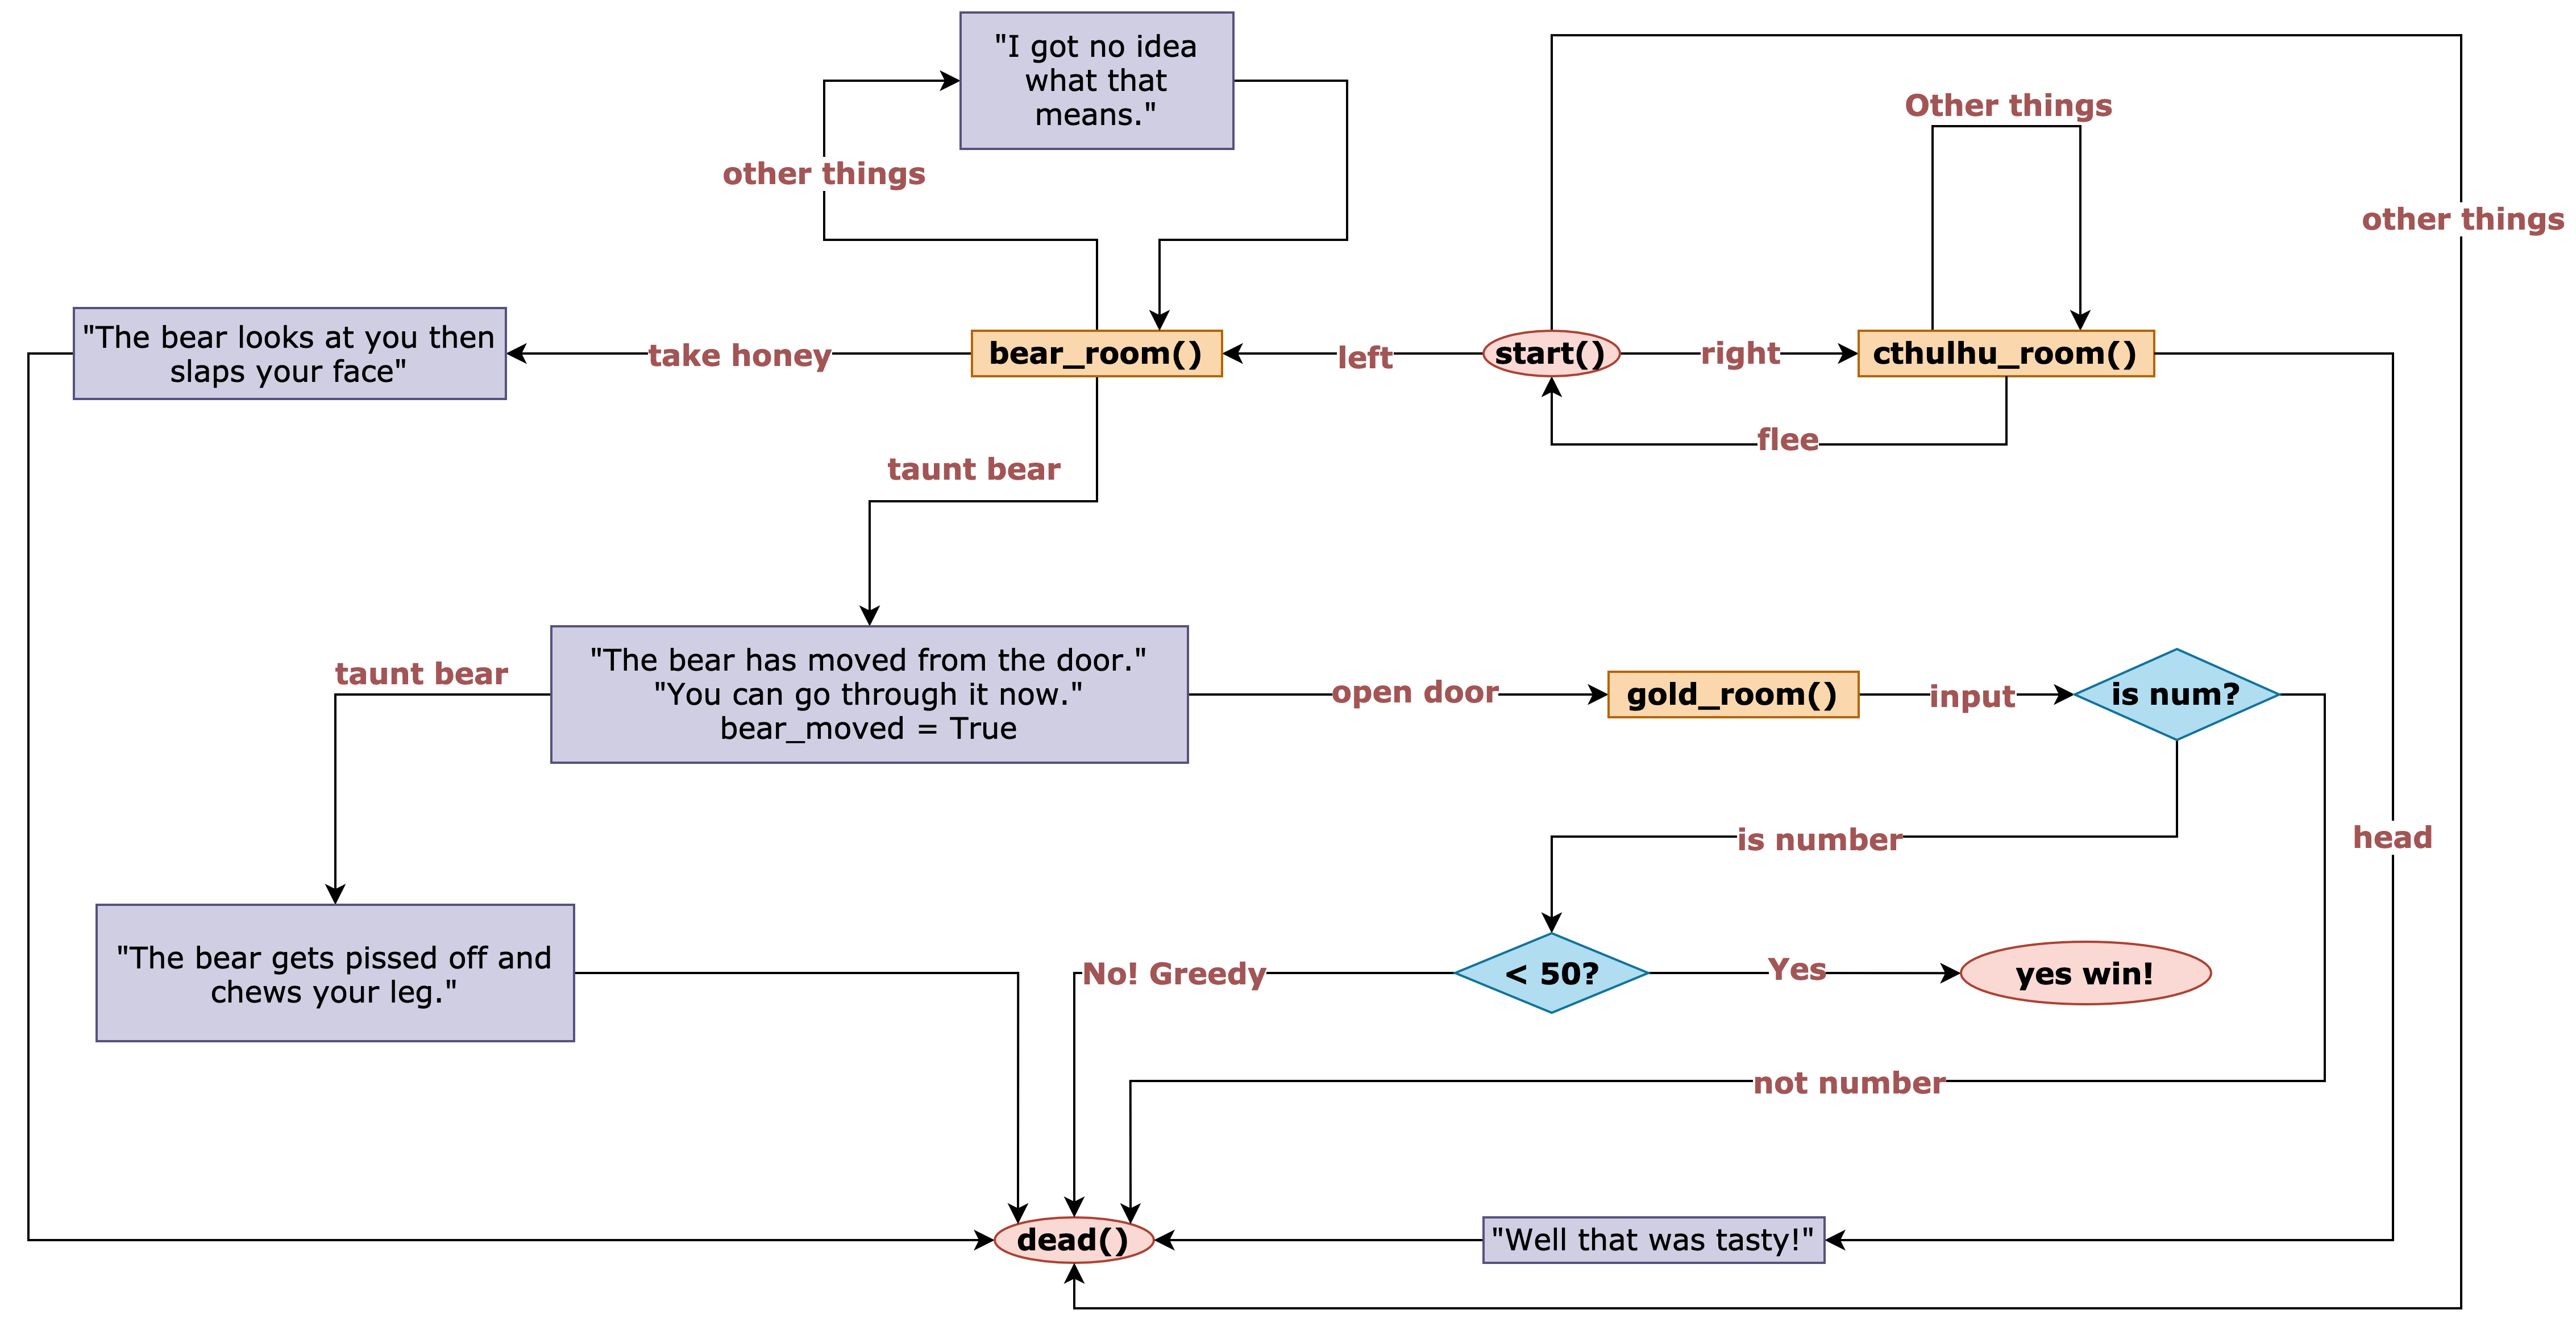 "I got no idea
what that
means."
Other things
other things
other things
"The bear looks at you then
slaps your face"
take honey
bear_room()
left
start()
right
cthulhu_room()
flee
taunt bear
"The bear has moved from the door."
"You can go through it now."
bear_moved = True
taunt bear
open door
gold_room()
input
is num?
is number
head
"The bear gets pissed off and
chews your leg."
No! Greedy
< 50?
Yes
yes win!
not number
dead()
"Well that was tasty!"